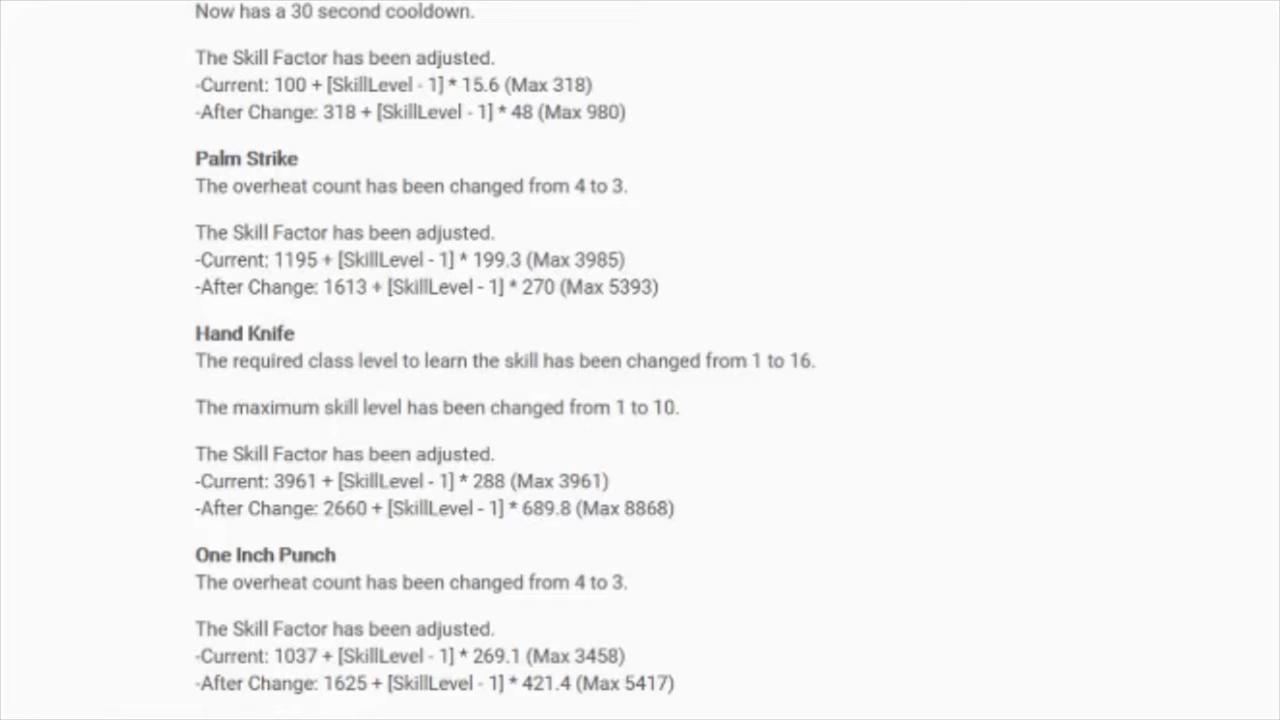 Now has a 30 second cooldown.
The Skill Factor has been adjusted.
-Current: 100 + [SkillLevel - 1] * 15.6 (Max 318)
-After Change: 318 + [SkillLevel - 1] * 48 (Max 980)
Palm Strike
The overheat count has been changed from 4 to 3.
The Skill Factor has been adjusted.
-Current: 1195 + [SkillLevel - 1] * 199.3 (Max 3985)
-After Change: 1613 + [SkillLevel - 1] * 270 (Max 5393)
Hand Knife
The required class level to learn the skill has been changed from 1 to 16.
The maximum skill level has been changed from 1 to 10.
The Skill Factor has been adjusted.
-Current: 3961 + [SkillLevel - 1] * 288 (Max 3961)
-After Change: 2660 + [SkillLevel - 1] * 689.8 (Max 8868)
One Inch Punch
The overheat count has been changed from 4 to 3.
The Skill Factor has been adjusted.
-Current: 1037 + [SkillLevel - 1] * 269.1 (Max 3458)
-After Change: 1625 + [SkillLevel - 1] * 421.4 (Max 5417)